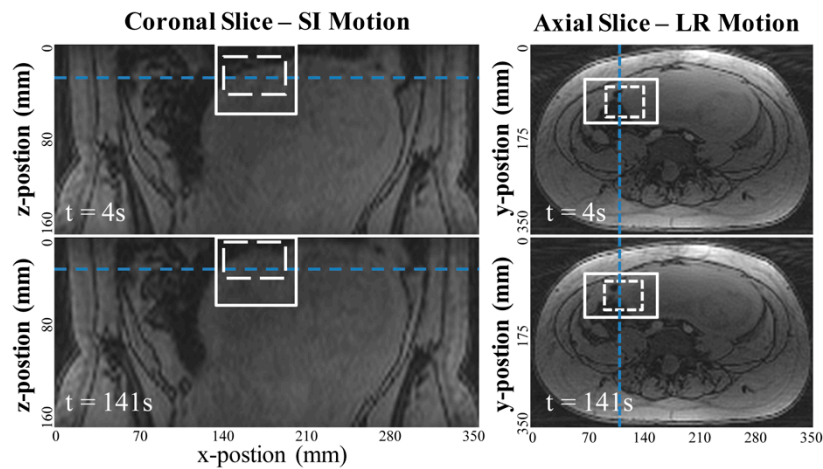 Coronal Slice – SI Motion
Axial Slice – LR Motion
z-postion (mm)
0
80
160
t = 4s
y-postion (mm)
0
175
350
t = 4s
z-postion (mm)
0
80
160
t = 141s
0
70
140
210
280
350
x-postion (mm)
y-postion (mm)
0
175
350
t = 141s
0
70
140
210
280
350